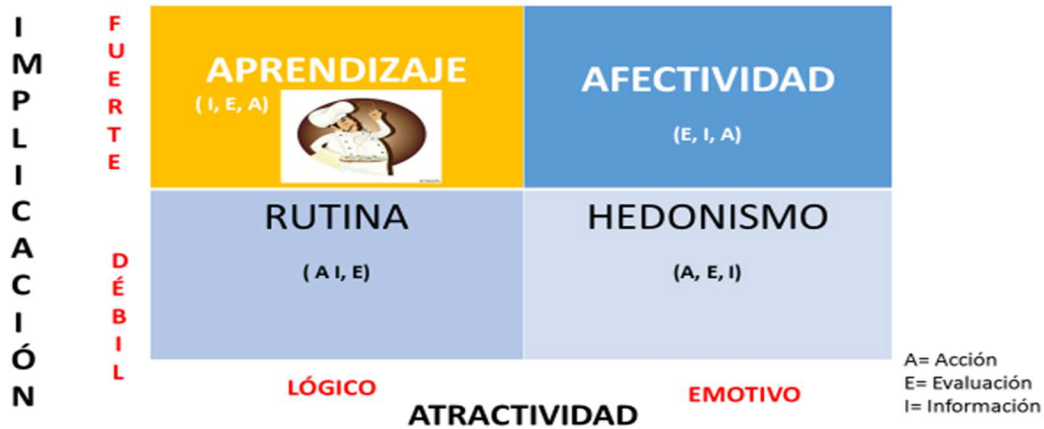 IMPLICACIÓN
FUERTE
APRENDIZAJE
( I, E, A)
AFECTIVIDAD
(E, I, A)
DÉBIL
RUTINA
( A I, E)
HEDONISMO
(A, E, I)
LÓGICO
EMOTIVO
ATRACTIVIDAD
A= Acción
E= Evaluación
I= Información